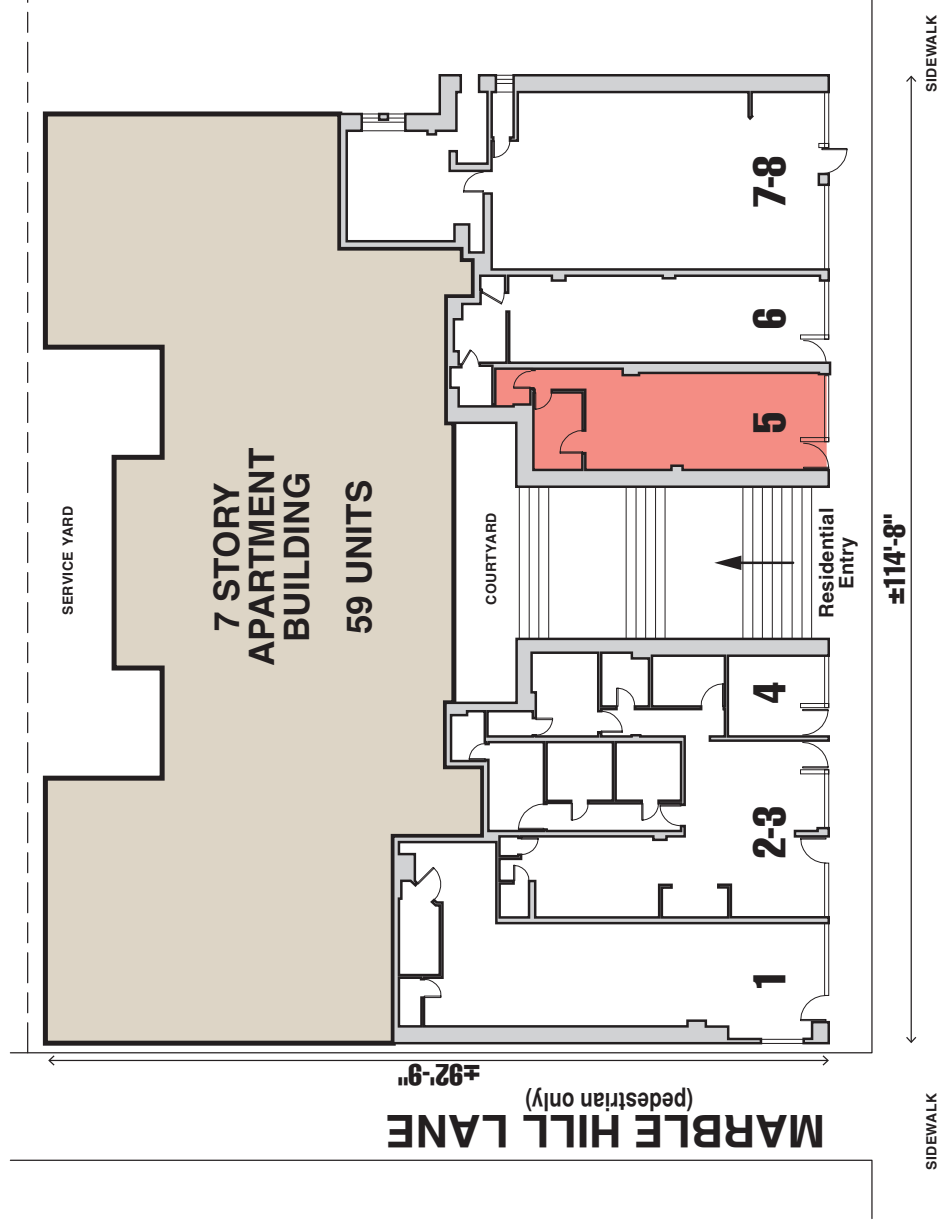 SERVICE YARD
7 STORY
APARTMENT
BUILDING
59 UNITS
COURTYARD
Residential
Entry
1
2-3
4
5
6
7-8
±114'-8"
±92'-9"
MARBLE HILL LANE
(pedestrian only)
SIDEWALK
SIDEWALK